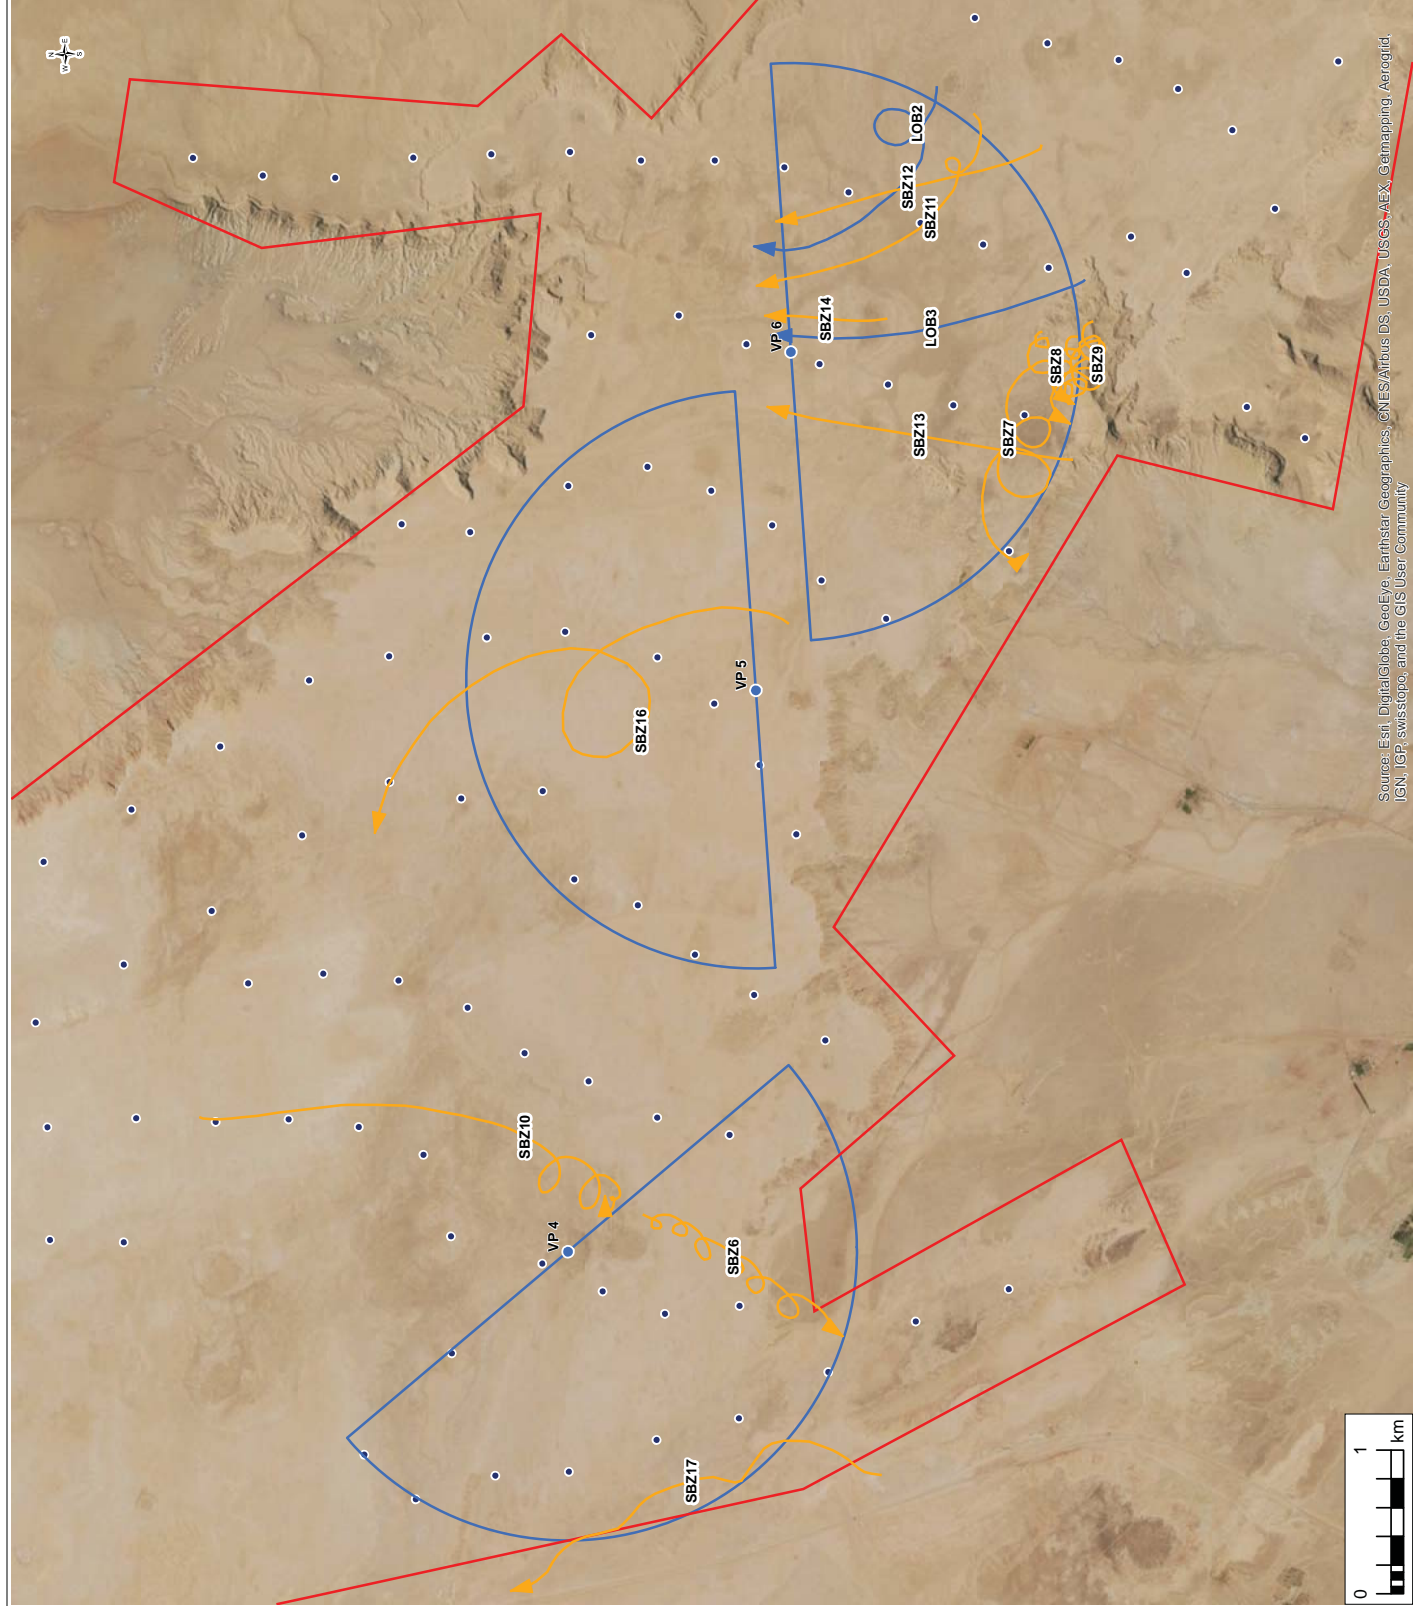 N
E
S
W
LOB2
SBZ12
SBZ11
SBZ14
LOB3
VP 6
SBZ8
SBZ9
SBZ13
SBZ7
VP 5
SBZ16
SBZ10
VP 4
SBZ6
SBZ17
0 1
km
Source: Esri, DigitalGlobe, GeoEye, Earthstar Geographics, CNES/Airbus DS, USDA, USGS, AEX, Getmapping, Aerogrid,
IGN, IGP, swisstopo, and the GIS User Community